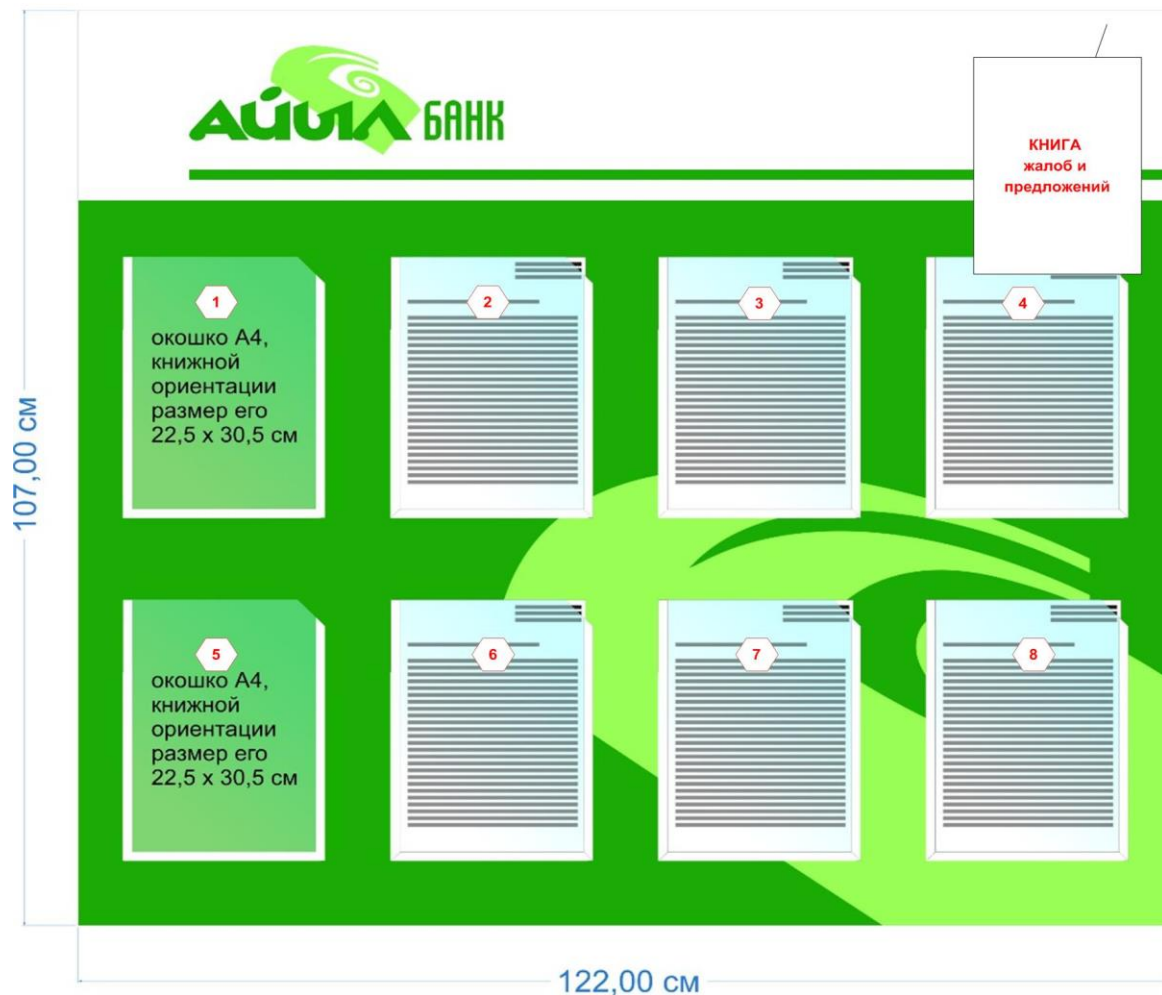 АЙЫЛ БАНК
КНИГА
жалоб и
предложений
1
окошко А4,
книжной
ориентации
размер его
22,5 х 30,5 см
2
3
4
5
окошко А4,
книжной
ориентации
размер его
22,5 х 30,5 см
6
7
8
107,00 см
122,00 см